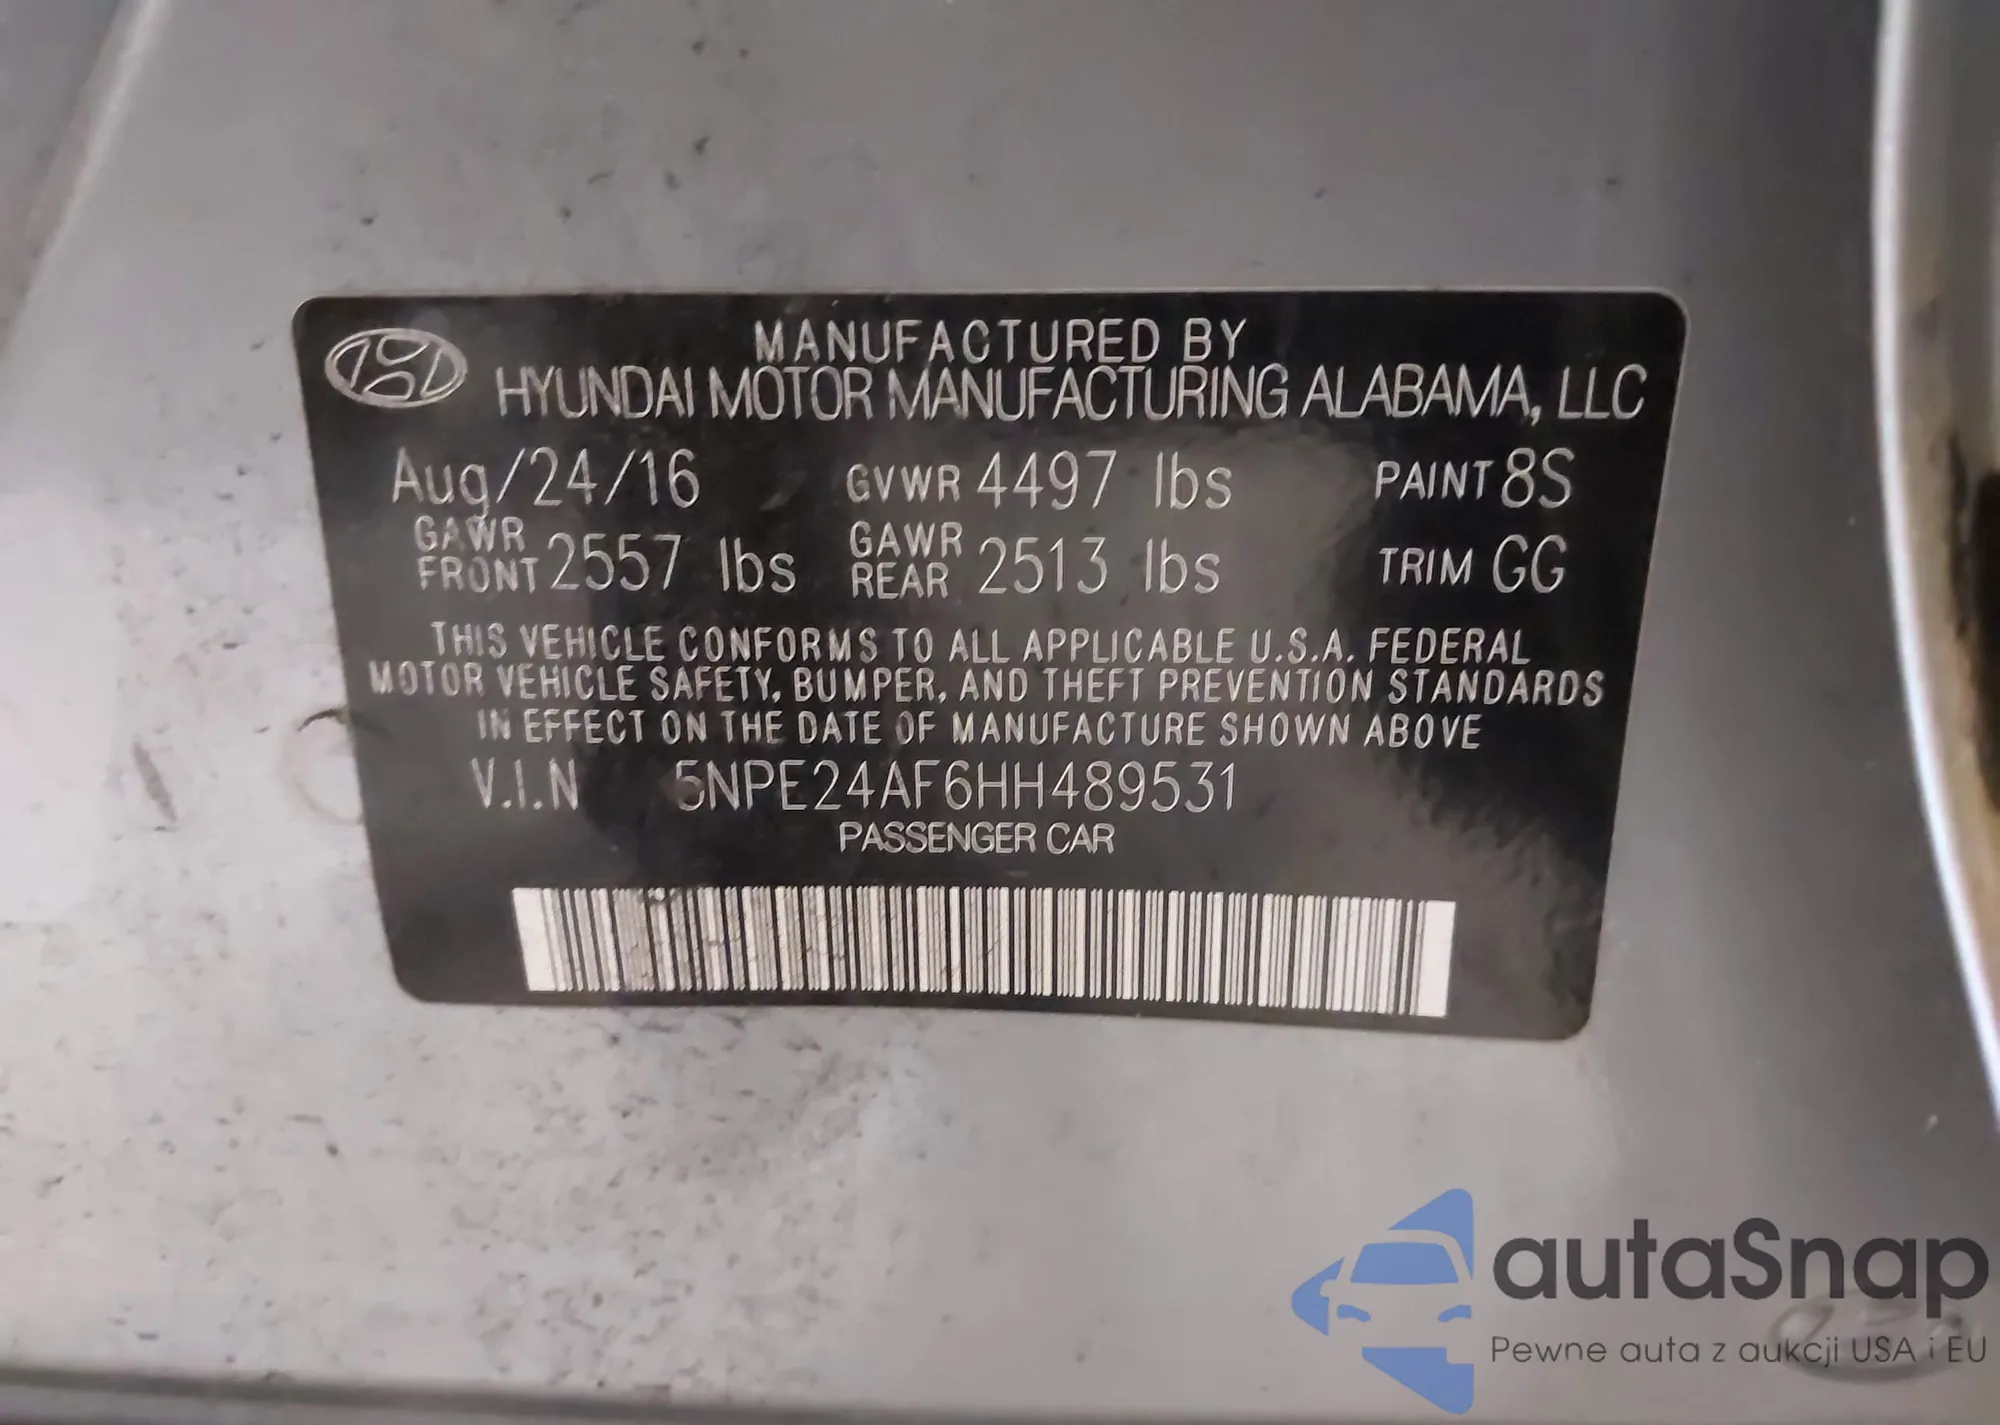 MANUFACTURED BY
HYUNDAI MOTOR MANUFACTURING ALABAMA, LLC
Aug/24/16 GVWR 4497 lbs PAINT 8S
GAWR FRONT 2557 lbs GAWR REAR 2513 lbs TRIM GG
THIS VEHICLE CONFORMS TO ALL APPLICABLE U.S.A. FEDERAL
MOTOR VEHICLE SAFETY, BUMPER, AND THEFT PREVENTION STANDARDS
IN EFFECT ON THE DATE OF MANUFACTURE SHOWN ABOVE
V.I.N 5NPE24AF6HH489531
PASSENGER CAR
autaSnap
Pewne auta z aukcji USA i EU